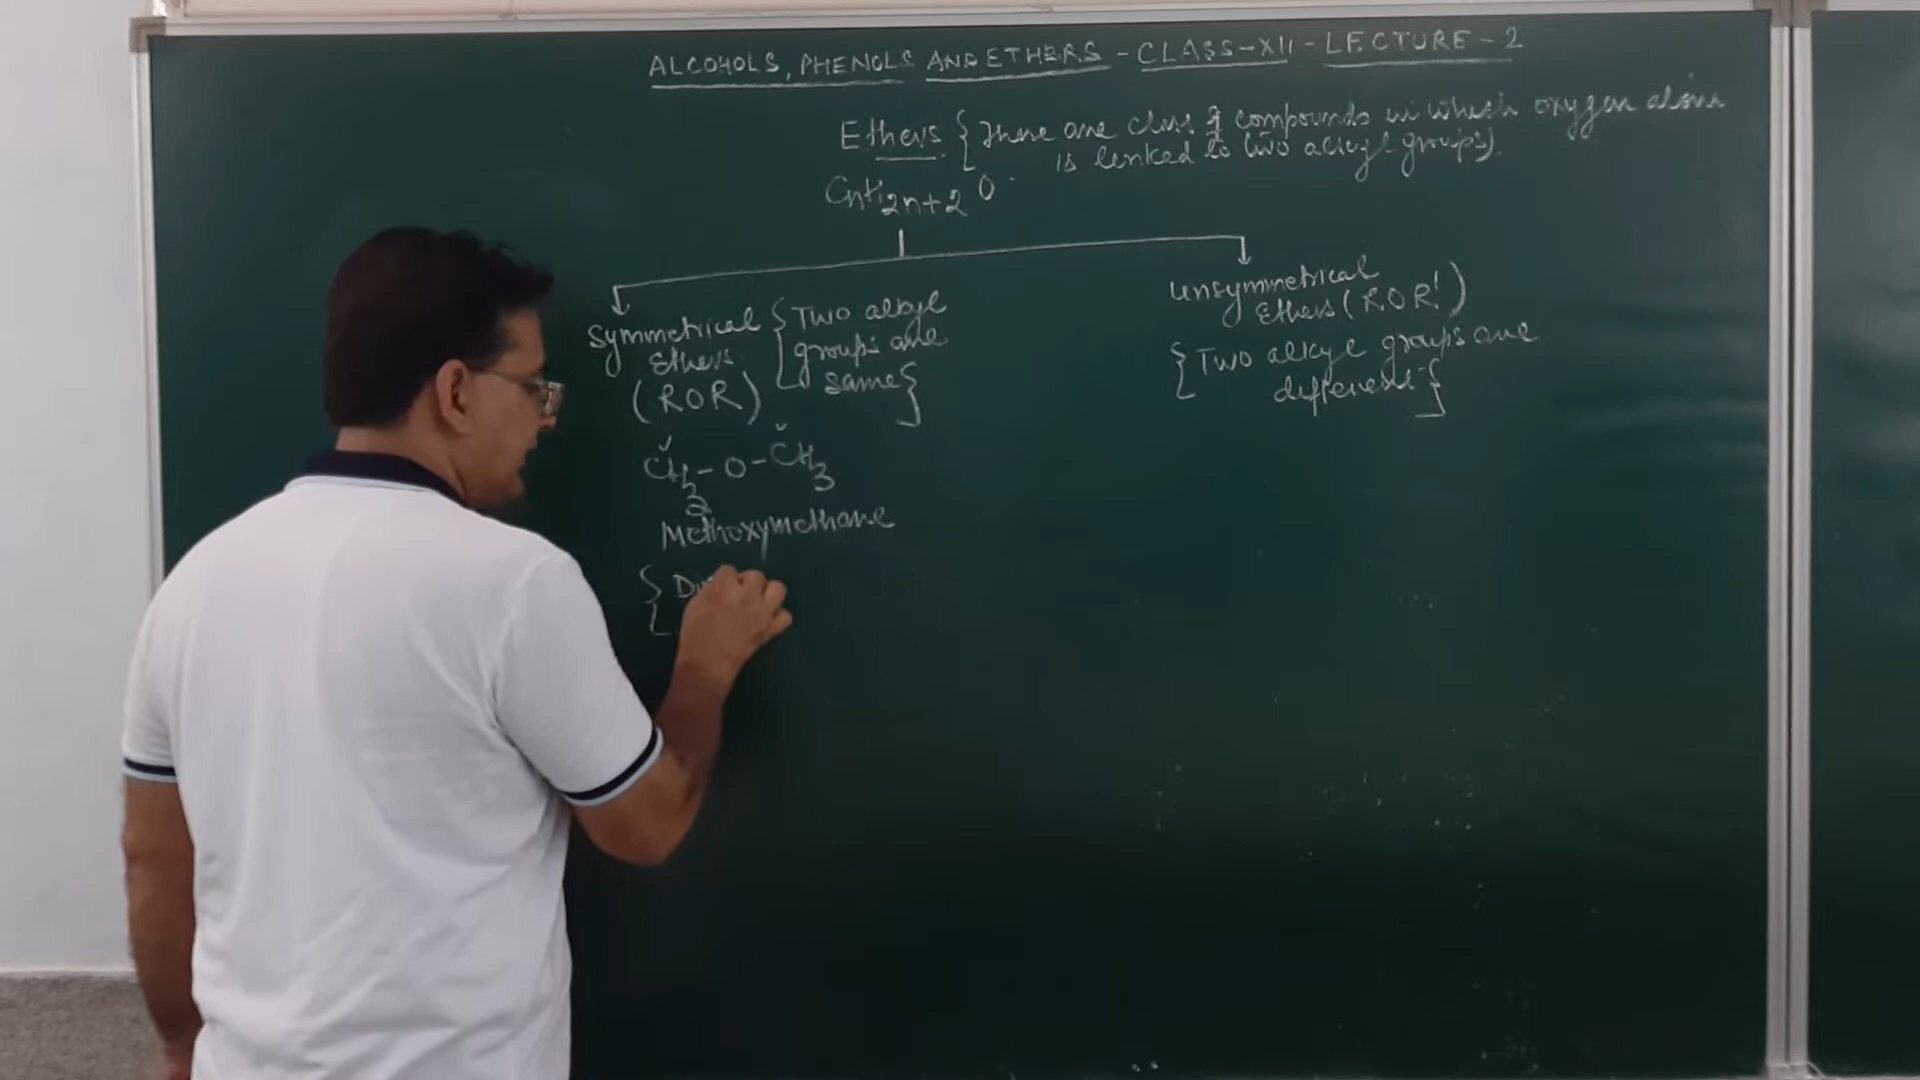 ALCOHOLS, PHENOLS AND ETHERS - CLASS-XII - LECTURE - 2
Ethers { These are class of compounds in which oxygen atom
is linked to two alkyl groups}
CnH2n+2O
Symmetrical
Ethers
(ROR)
{ Two alkyl
groups are
same }
CH3-O-CH3
Methoxymethane
unsymmetrical
Ethers (ROR')
{ Two alkyl groups are
different }